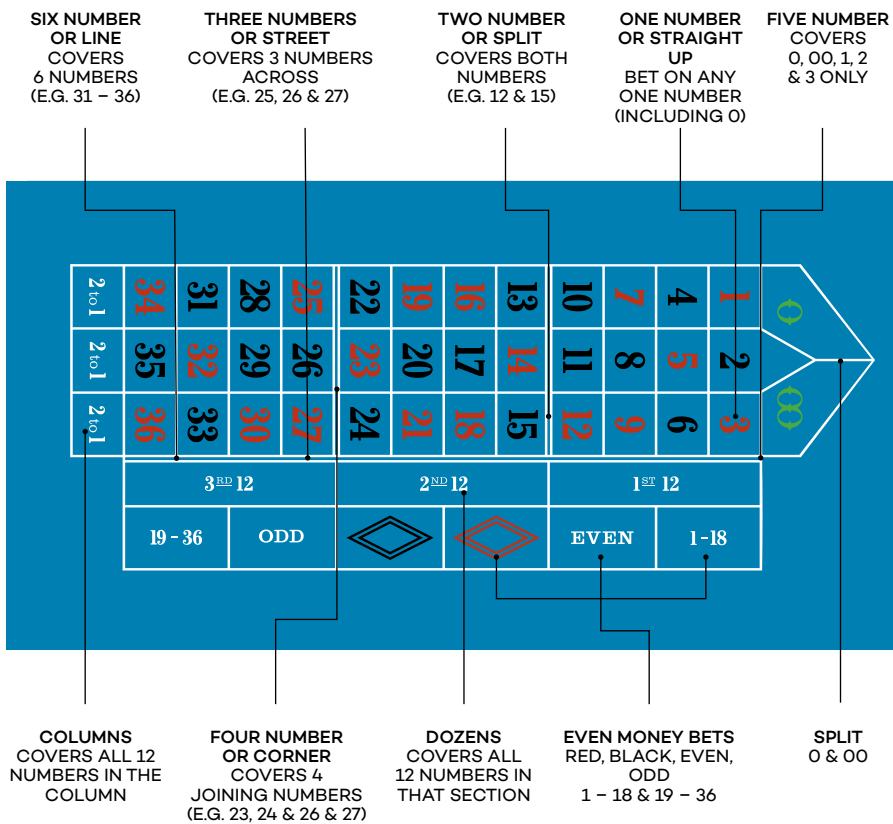 SIX NUMBER
OR LINE
COVERS
6 NUMBERS
(E.G. 31 – 36)
THREE NUMBERS
OR STREET
COVERS 3 NUMBERS
ACROSS
(E.G. 25, 26 & 27)
TWO NUMBER
OR SPLIT
COVERS BOTH
NUMBERS
(E.G. 12 & 15)
ONE NUMBER
OR STRAIGHT
UP
BET ON ANY
ONE NUMBER
(INCLUDING 0)
FIVE NUMBER
COVERS
0, 00, 1, 2
& 3 ONLY
2 to 1 34 31 28 25 22 19 16 13 10 7 4 1 0
2 to 1 35 32 29 26 23 20 17 14 11 8 5 2
2 to 1 36 33 30 27 24 21 18 15 12 9 6 3 00
3RD 12 2ND 12 1ST 12
19 - 36 ODD EVEN 1 - 18
COLUMNS
COVERS ALL 12
NUMBERS IN THE
COLUMN
FOUR NUMBER
OR CORNER
COVERS 4
JOINING NUMBERS
(E.G. 23, 24 & 26 & 27)
DOZENS
COVERS ALL
12 NUMBERS IN
THAT SECTION
EVEN MONEY BETS
RED, BLACK, EVEN,
ODD
1 – 18 & 19 – 36
SPLIT
0 & 00